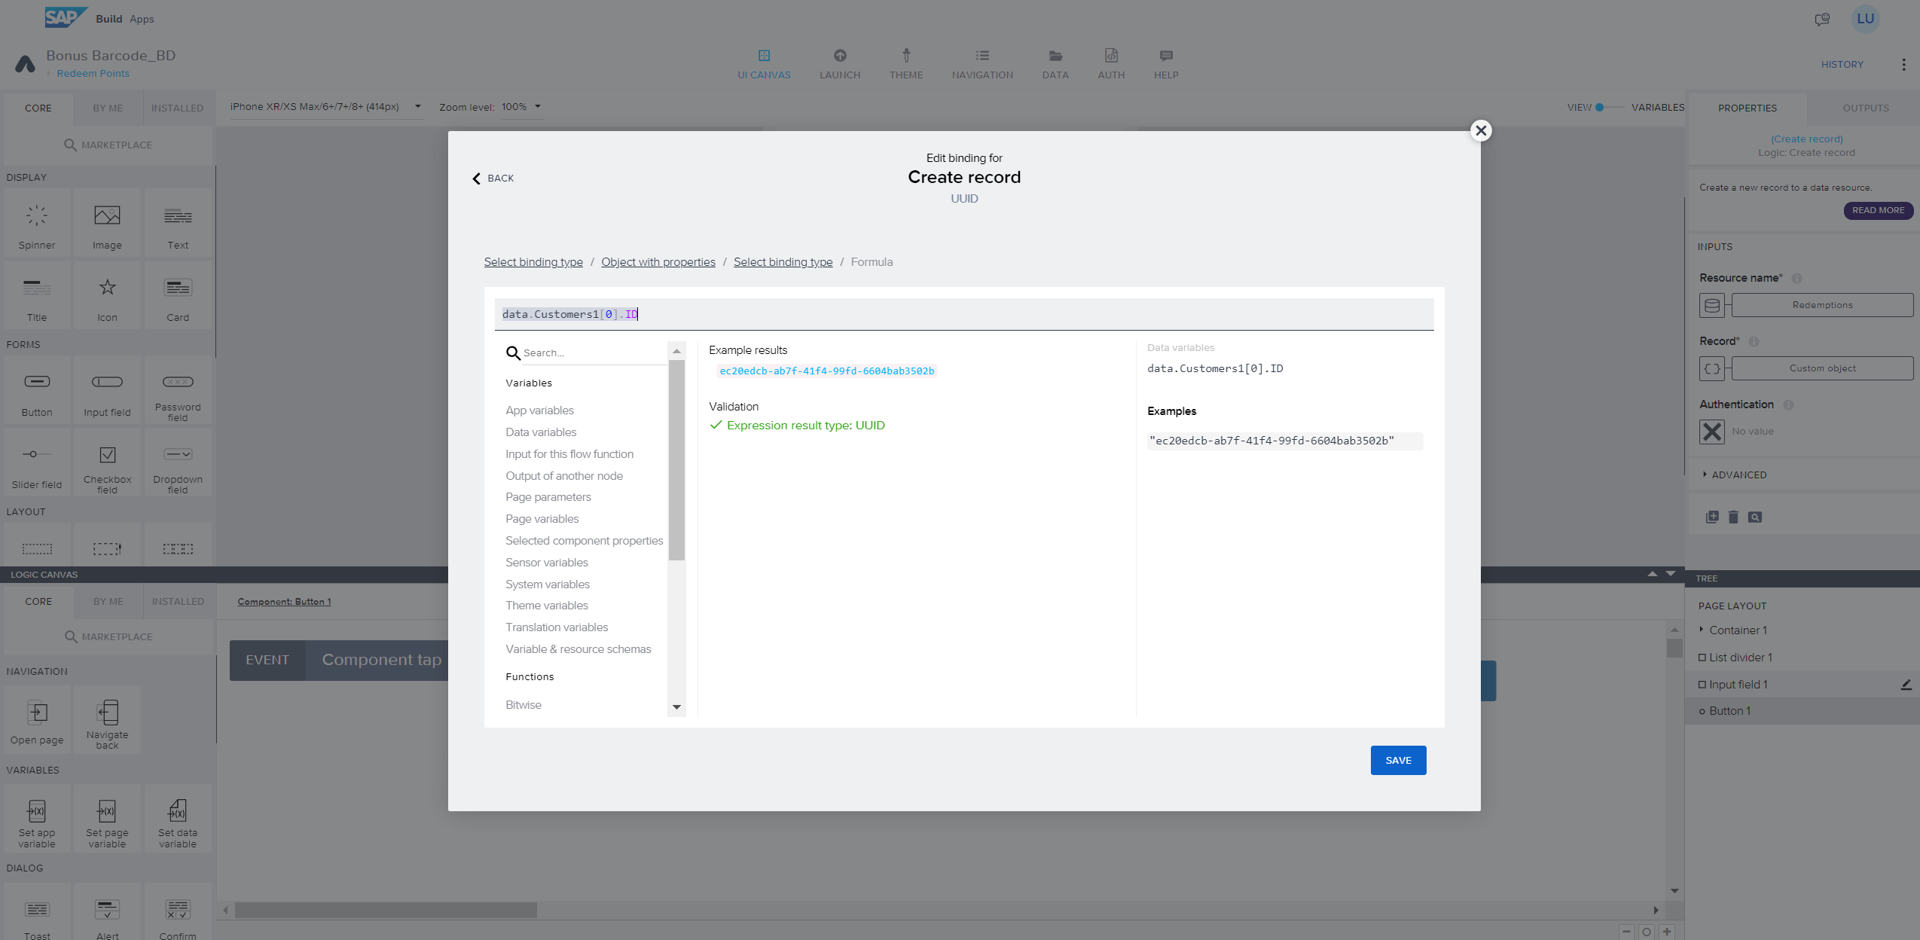 SAP Build Apps
LU
Bonus Barcode_BD
Redeem Points
UI CANVAS
LAUNCH
THEME
NAVIGATION
DATA
AUTH
HELP
HISTORY
CORE
BY ME
INSTALLED
MARKETPLACE
iPhone XR/XS Max/6+/7+/8+ (414px)
Zoom level: 100%
VIEW
VARIABLES
PROPERTIES
OUTPUTS
DISPLAY
Spinner
Image
Text
Title
Icon
Card
FORMS
Button
Input field
Password field
Slider field
Checkbox field
Dropdown field
LAYOUT
BACK
Edit binding for
Create record
UUID
Select binding type / Object with properties / Select binding type / Formula
data.Customers1[0].ID
Search...
Variables
App variables
Data variables
Input for this flow function
Output of another node
Page parameters
Page variables
Selected component properties
Sensor variables
System variables
Theme variables
Translation variables
Variable & resource schemas
Functions
Bitwise
Example results
ec20edcb-ab7f-41f4-99fd-6604bab3502b
Validation
Expression result type: UUID
Data variables
data.Customers1[0].ID
Examples
"ec20edcb-ab7f-41f4-99fd-6604bab3502b"
SAVE
(Create record)
Logic: Create record
Create a new record to a data resource.
READ MORE
INPUTS
Resource name*
Redemptions
Record*
Custom object
Authentication
No value
ADVANCED
LOGIC CANVAS
CORE
BY ME
INSTALLED
MARKETPLACE
Component: Button 1
EVENT
Component tap
NAVIGATION
Open page
Navigate back
VARIABLES
Set app variable
Set page variable
Set data variable
DIALOG
Toast
Alert
Confirm
TREE
PAGE LAYOUT
Container 1
List divider 1
Input field 1
Button 1